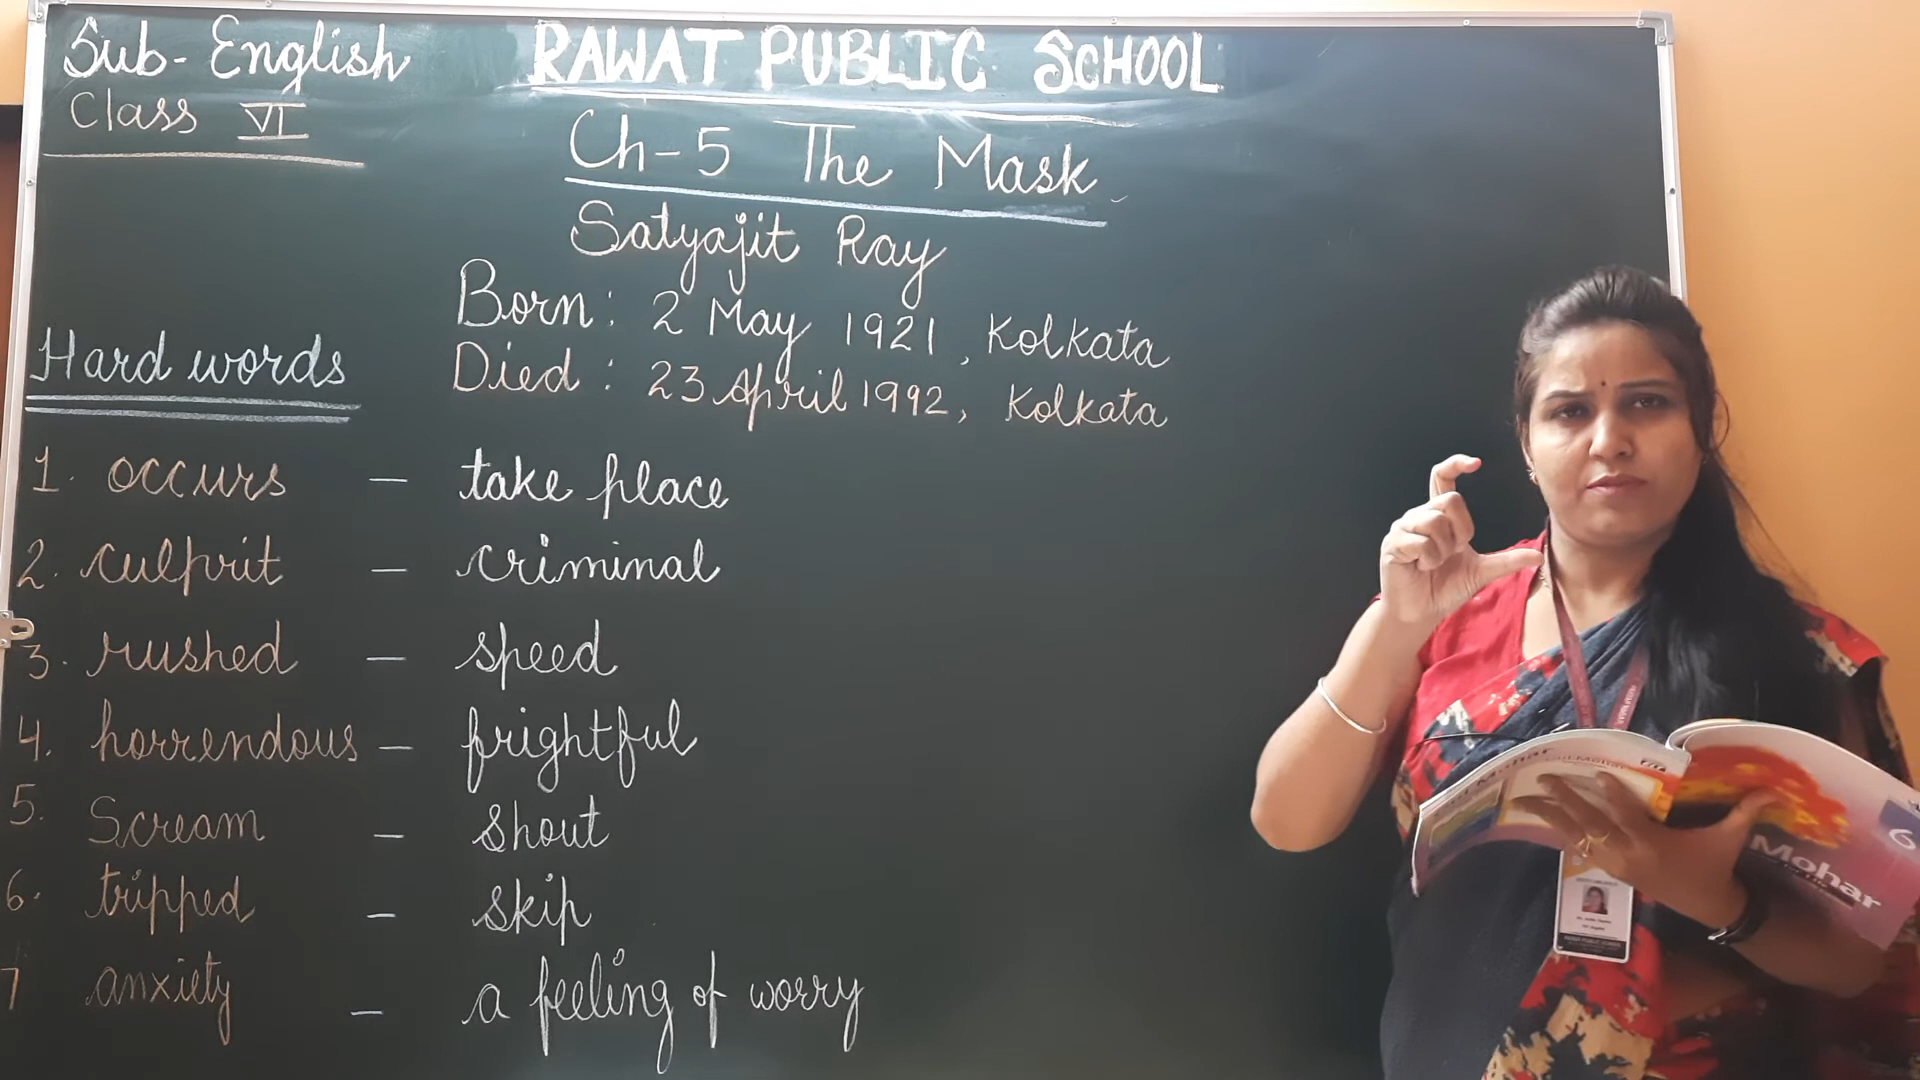 Sub- English
Class VI
RAWAT PUBLIC SCHOOL
Ch-5 The Mask
Satyajit Ray
Born: 2 May 1921, Kolkata
Died: 23 April 1992, Kolkata
Hard words
1. occurs – take place
2. culprit – criminal
3. rushed – speed
4. horrendous – frightful
5. Scream – Shout
6. tripped – skip
7 anxiety – a feeling of worry
Mohar
6